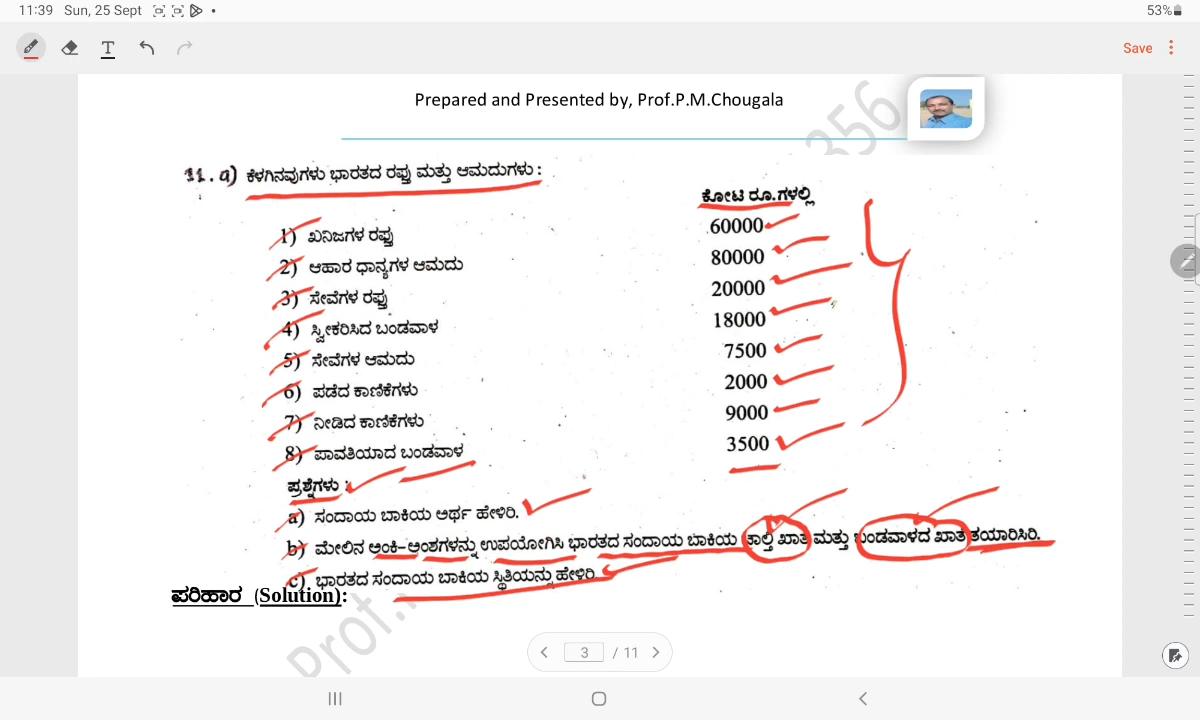 11:39 Sun, 25 Sept
53%
T
Save
Prepared and Presented by, Prof.P.M.Chougala
356
11. a) ಕೆಳಗಿನವುಗಳು ಭಾರತದ ರಫ್ತು ಮತ್ತು ಆಮದುಗಳು :
ಕೋಟಿ ರೂ.ಗಳಲ್ಲಿ
1) ಖನಿಜಗಳ ರಫ್ತು 60000
2) ಆಹಾರ ಧಾನ್ಯಗಳ ಆಮದು 80000
3) ಸೇವೆಗಳ ರಫ್ತು 20000
4) ಸ್ವೀಕರಿಸಿದ ಬಂಡವಾಳ 18000
5) ಸೇವೆಗಳ ಆಮದು 7500
6) ಪಡೆದ ಕಾಣಿಕೆಗಳು 2000
7) ನೀಡಿದ ಕಾಣಿಕೆಗಳು 9000
8) ಪಾವತಿಯಾದ ಬಂಡವಾಳ 3500
ಪ್ರಶ್ನೆಗಳು :
a) ಸಂದಾಯ ಬಾಕಿಯ ಅರ್ಥ ಹೇಳಿರಿ.
b) ಮೇಲಿನ ಅಂಕಿ-ಅಂಶಗಳನ್ನು ಉಪಯೋಗಿಸಿ ಭಾರತದ ಸಂದಾಯ ಬಾಕಿಯ ಚಾಲ್ತಿ ಖಾತೆ ಮತ್ತು ಬಂಡವಾಳದ ಖಾತೆ ತಯಾರಿಸಿರಿ.
c) ಭಾರತದ ಸಂದಾಯ ಬಾಕಿಯ ಸ್ಥಿತಿಯನ್ನು ಹೇಳಿರಿ.
ಪರಿಹಾರ (Solution):
Prof.
3 / 11